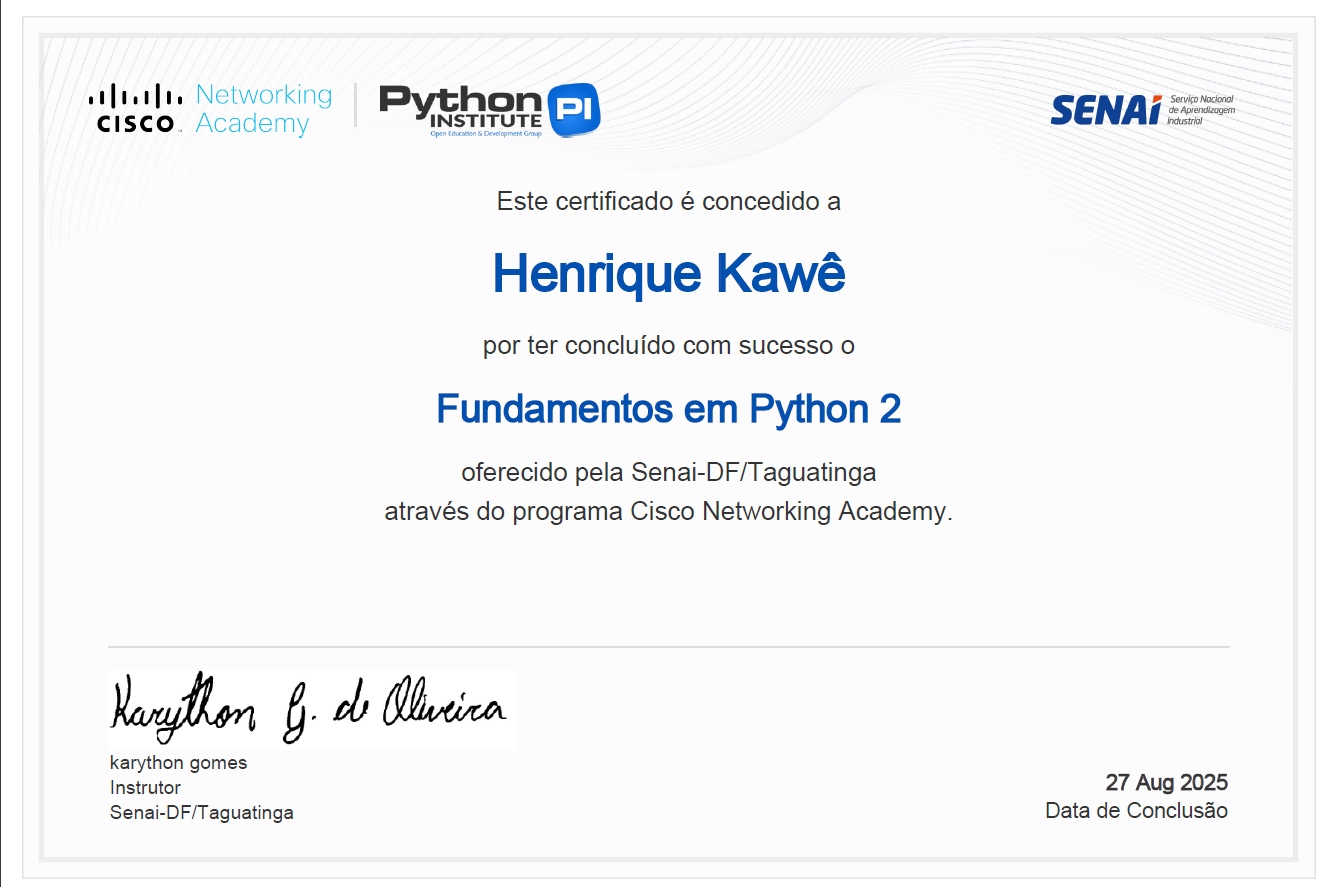 CISCO Networking Academy
Python INSTITUTE PI
Open Education & Development Group
SENAI Serviço Nacional de Aprendizagem Industrial
Este certificado é concedido a
Henrique Kawê
por ter concluído com sucesso o
Fundamentos em Python 2
oferecido pela Senai-DF/Taguatinga
através do programa Cisco Networking Academy.
Karython G. de Oliveira
karython gomes
Instrutor
Senai-DF/Taguatinga
27 Aug 2025
Data de Conclusão